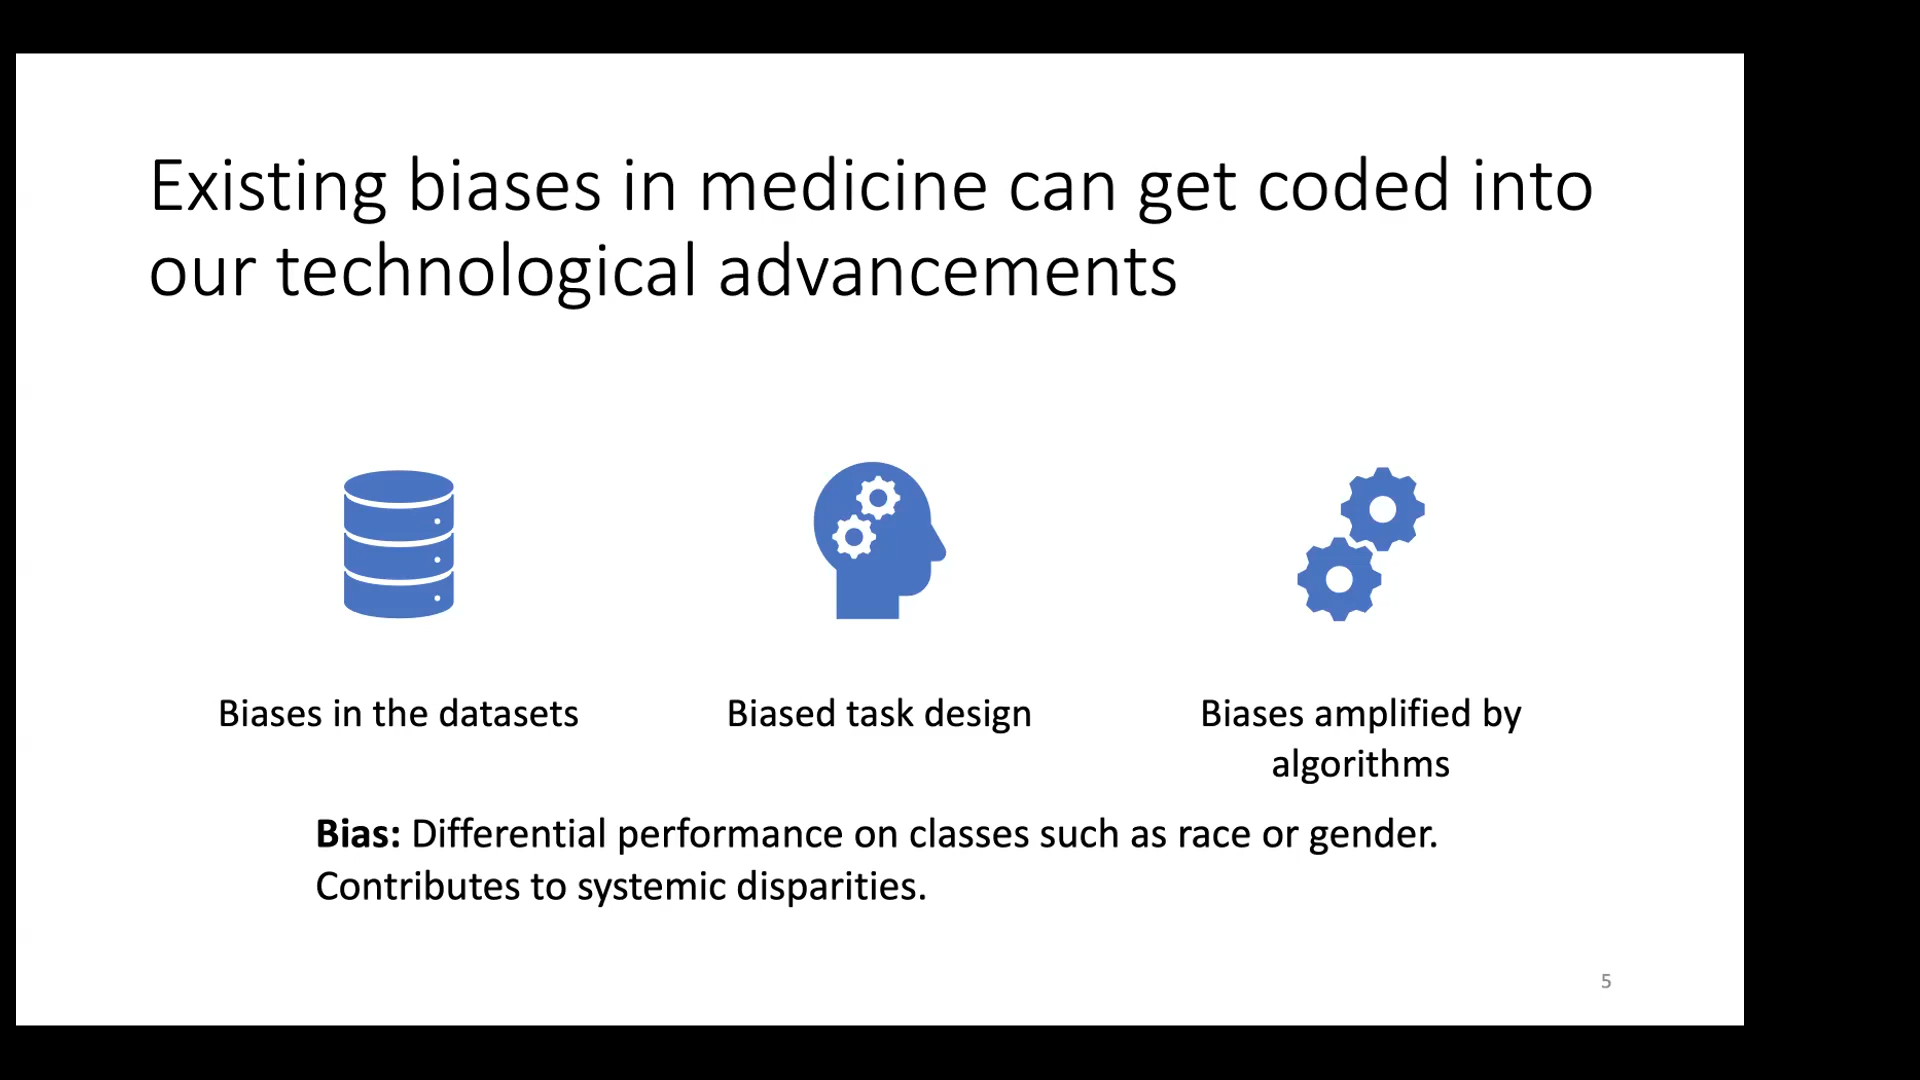 Existing biases in medicine can get coded into
our technological advancements
Biases in the datasets
Biased task design
Biases amplified by
algorithms
Bias: Differential performance on classes such as race or gender.
Contributes to systemic disparities.
5